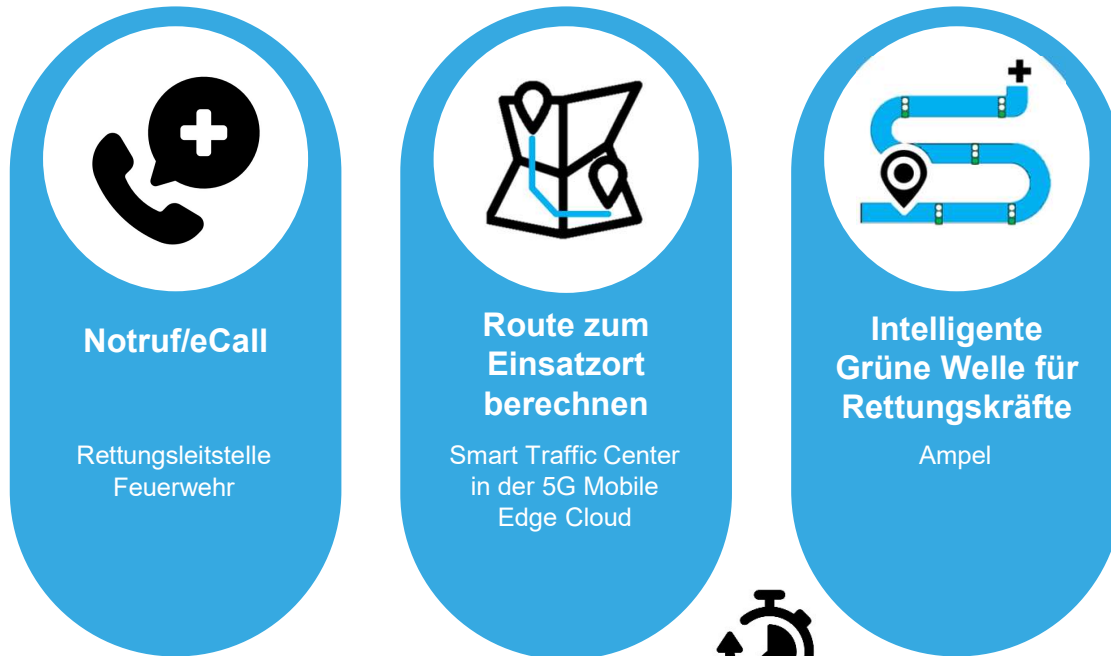 Notruf/eCall
Rettungsleitstelle
Feuerwehr
Route zum
Einsatzort
berechnen
Smart Traffic Center
in der 5G Mobile
Edge Cloud
Intelligente
Grüne Welle für
Rettungskräfte
Ampel